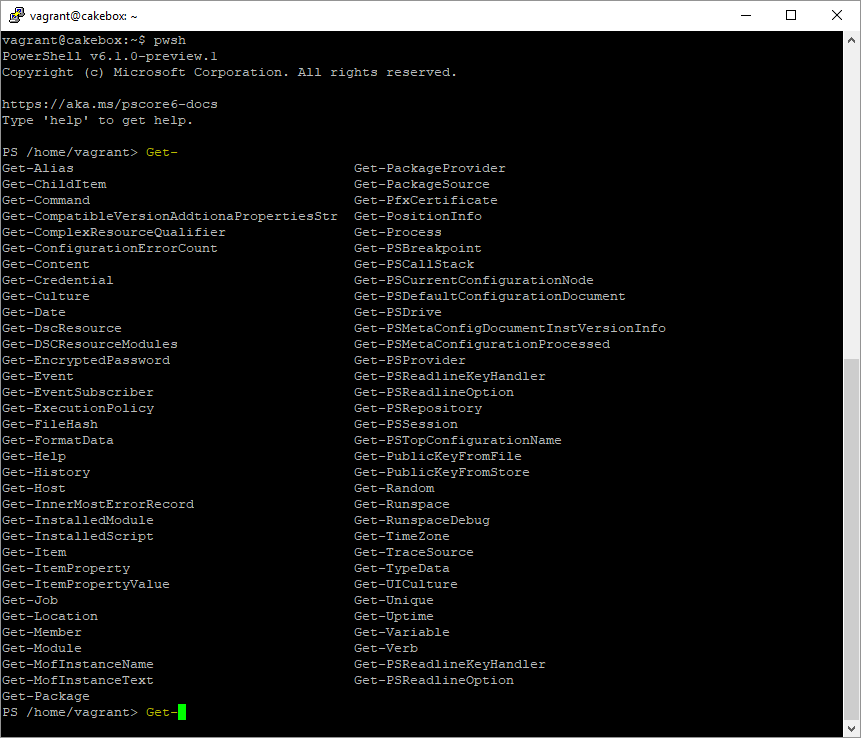 vagrant@cakebox: ~
vagrant@cakebox:~$ pwsh
PowerShell v6.1.0-preview.1
Copyright (c) Microsoft Corporation. All rights reserved.
https://aka.ms/pscore6-docs
Type 'help' to get help.
PS /home/vagrant> Get-
Get-Alias Get-PackageProvider
Get-ChildItem Get-PackageSource
Get-Command Get-PfxCertificate
Get-CompatibleVersionAddtionaPropertiesStr Get-PositionInfo
Get-ComplexResourceQualifier Get-Process
Get-ConfigurationErrorCount Get-PSBreakpoint
Get-Content Get-PSCallStack
Get-Credential Get-PSCurrentConfigurationNode
Get-Culture Get-PSDefaultConfigurationDocument
Get-Date Get-PSDrive
Get-DscResource Get-PSMetaConfigDocumentInstVersionInfo
Get-DSCResourceModules Get-PSMetaConfigurationProcessed
Get-EncryptedPassword Get-PSProvider
Get-Event Get-PSReadlineKeyHandler
Get-EventSubscriber Get-PSReadlineOption
Get-ExecutionPolicy Get-PSRepository
Get-FileHash Get-PSSession
Get-FormatData Get-PSTopConfigurationName
Get-Help Get-PublicKeyFromFile
Get-History Get-PublicKeyFromStore
Get-Host Get-Random
Get-InnerMostErrorRecord Get-Runspace
Get-InstalledModule Get-RunspaceDebug
Get-InstalledScript Get-TimeZone
Get-Item Get-TraceSource
Get-ItemProperty Get-TypeData
Get-ItemPropertyValue Get-UICulture
Get-Job Get-Unique
Get-Location Get-Uptime
Get-Member Get-Variable
Get-Module Get-Verb
Get-MofInstanceName Get-PSReadlineKeyHandler
Get-MofInstanceText Get-PSReadlineOption
Get-Package
PS /home/vagrant> Get-